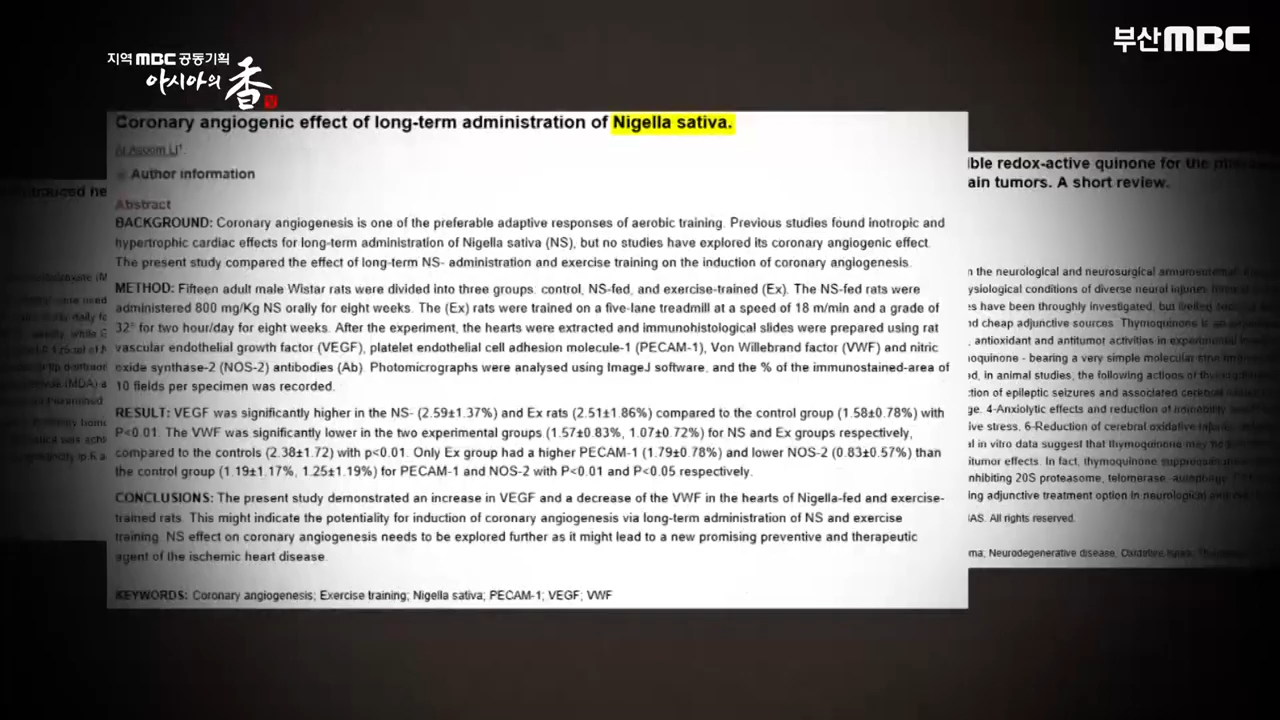 지역 MBC 공동기획
아시아의 香
부산MBC
Coronary angiogenic effect of long-term administration of Nigella sativa.
Al Asoom LI1.
Author information
Abstract
BACKGROUND: Coronary angiogenesis is one of the preferable adaptive responses of aerobic training. Previous studies found inotropic and
hypertrophic cardiac effects for long-term administration of Nigella sativa (NS), but no studies have explored its coronary angiogenic effect.
The present study compared the effect of long-term NS- administration and exercise training on the induction of coronary angiogenesis.
METHOD: Fifteen adult male Wistar rats were divided into three groups: control, NS-fed, and exercise-trained (Ex). The NS-fed rats were
administered 800 mg/Kg NS orally for eight weeks. The (Ex) rats were trained on a five-lane treadmill at a speed of 18 m/min and a grade of
32° for two hour/day for eight weeks. After the experiment, the hearts were extracted and immunohistological slides were prepared using rat
vascular endothelial growth factor (VEGF), platelet endothelial cell adhesion molecule-1 (PECAM-1), Von Willebrand factor (VWF) and nitric
oxide synthase-2 (NOS-2) antibodies (Ab). Photomicrographs were analysed using ImageJ software, and the % of the immunostained-area of
10 fields per specimen was recorded.
RESULT: VEGF was significantly higher in the NS- (2.59±1.37%) and Ex rats (2.51±1.86%) compared to the control group (1.58±0.78%) with
P<0.01. The VWF was significantly lower in the two experimental groups (1.57±0.83%, 1.07±0.72%) for NS and Ex groups respectively,
compared to the controls (2.38±1.72) with p<0.01. Only Ex group had a higher PECAM-1 (1.79±0.78%) and lower NOS-2 (0.83±0.57%) than
the control group (1.19±1.17%, 1.25±1.19%) for PECAM-1 and NOS-2 with P<0.01 and P<0.05 respectively.
CONCLUSIONS: The present study demonstrated an increase in VEGF and a decrease of the VWF in the hearts of Nigella-fed and exercise-
trained rats. This might indicate the potentiality for induction of coronary angiogenesis via long-term administration of NS and exercise
training. NS effect on coronary angiogenesis needs to be explored further as it might lead to a new promising preventive and therapeutic
agent of the ischemic heart disease.
KEYWORDS: Coronary angiogenesis; Exercise training; Nigella sativa; PECAM-1; VEGF; VWF
ible redox-active quinone for the
ain tumors. A short review.
n the neurological and neurosurgical
ysiological conditions of diverse neural injuries.
es have been throughly investigated, but
nd cheap adjunctive sources. Thymoquinone is an
, antioxidant and antitumor activities in experimental
noquinone - bearing a very simple molecular
ed, in animal studies, the following actions of
ction of epileptic seizures and associated cerebral
ge. 4-Anxiolytic effects and reduction of
ive stress. 6-Reduction of cerebral oxidative injury.
al in vitro data suggest that thymoquinone may
itumor effects. In fact, thymoquinone
nhibiting 20S proteasome, telomerase, autophagy,
ing adjunctive treatment option in neurological and
IAS. All rights reserved.
ma, Neurodegenerative disease, Oxidative